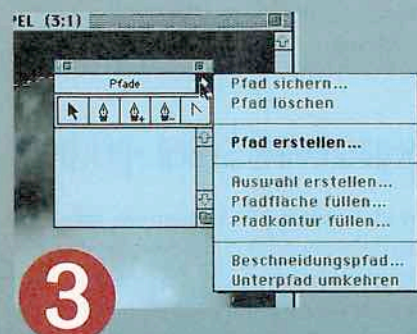 'EL (3:1)
Pfade
Pfad sichern...
Pfad löschen
Pfad erstellen...
Auswahl erstellen...
Pfadfläche füllen...
Pfadkontur füllen...
Beschneidungspfad...
Unterpfad umkehren
3